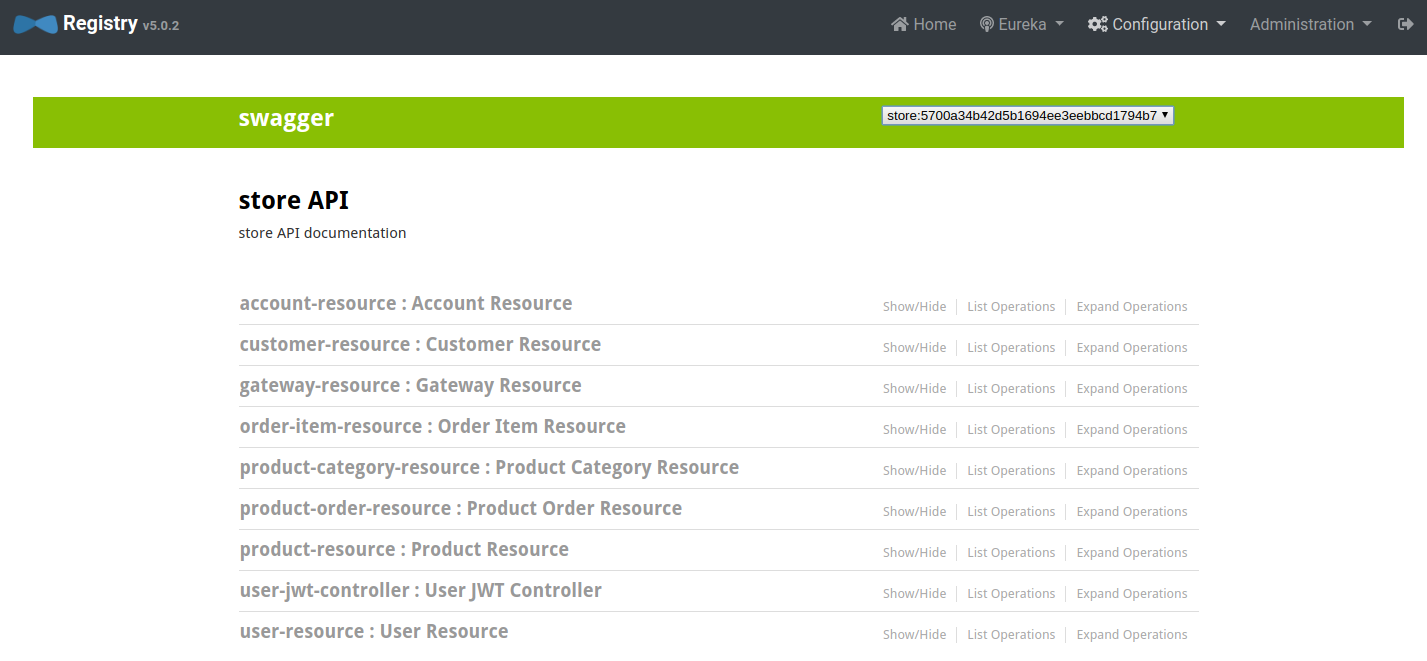 Registry v5.0.2 Home Eureka Configuration Administration
swagger store:5700a34b42d5b1694ee3eebbcd1794b7
store API
store API documentation
account-resource : Account Resource Show/Hide List Operations Expand Operations
customer-resource : Customer Resource Show/Hide List Operations Expand Operations
gateway-resource : Gateway Resource Show/Hide List Operations Expand Operations
order-item-resource : Order Item Resource Show/Hide List Operations Expand Operations
product-category-resource : Product Category Resource Show/Hide List Operations Expand Operations
product-order-resource : Product Order Resource Show/Hide List Operations Expand Operations
product-resource : Product Resource Show/Hide List Operations Expand Operations
user-jwt-controller : User JWT Controller Show/Hide List Operations Expand Operations
user-resource : User Resource Show/Hide List Operations Expand Operations